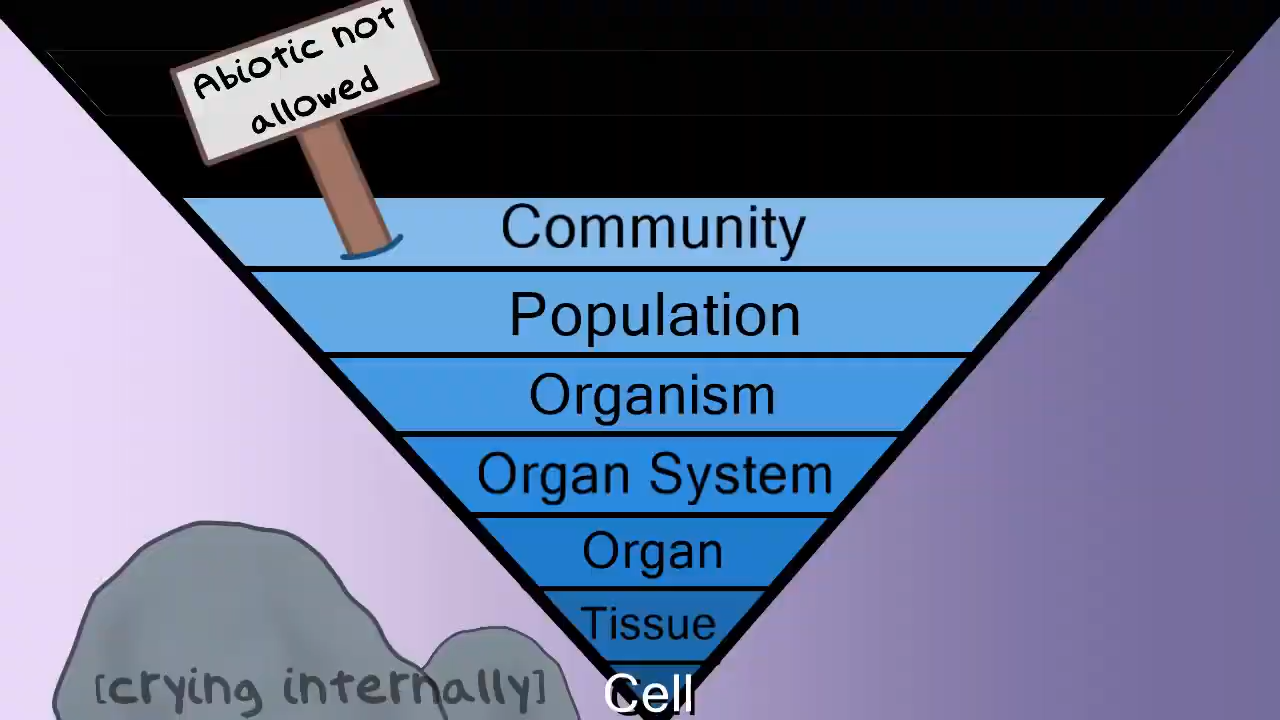 Abiotic not
allowed
Community
Population
Organism
Organ System
Organ
Tissue
Cell
[crying internally]